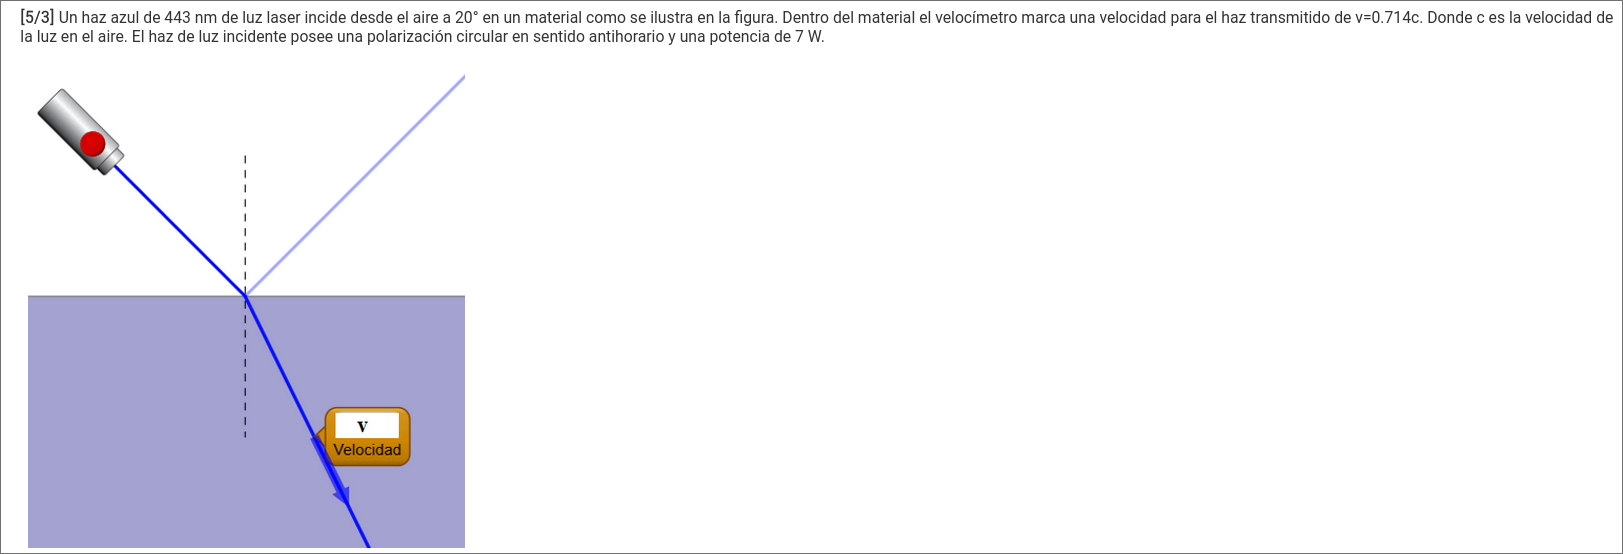 [5/3] Un haz azul de 443 nm de luz laser incide desde el aire a 20° en un material como se ilustra en la figura. Dentro del material el velocímetro marca una velocidad para el haz transmitido de v=0.714c. Donde c es la velocidad de
la luz en el aire. El haz de luz incidente posee una polarización circular en sentido antihorario y una potencia de 7 W.
v
Velocidad